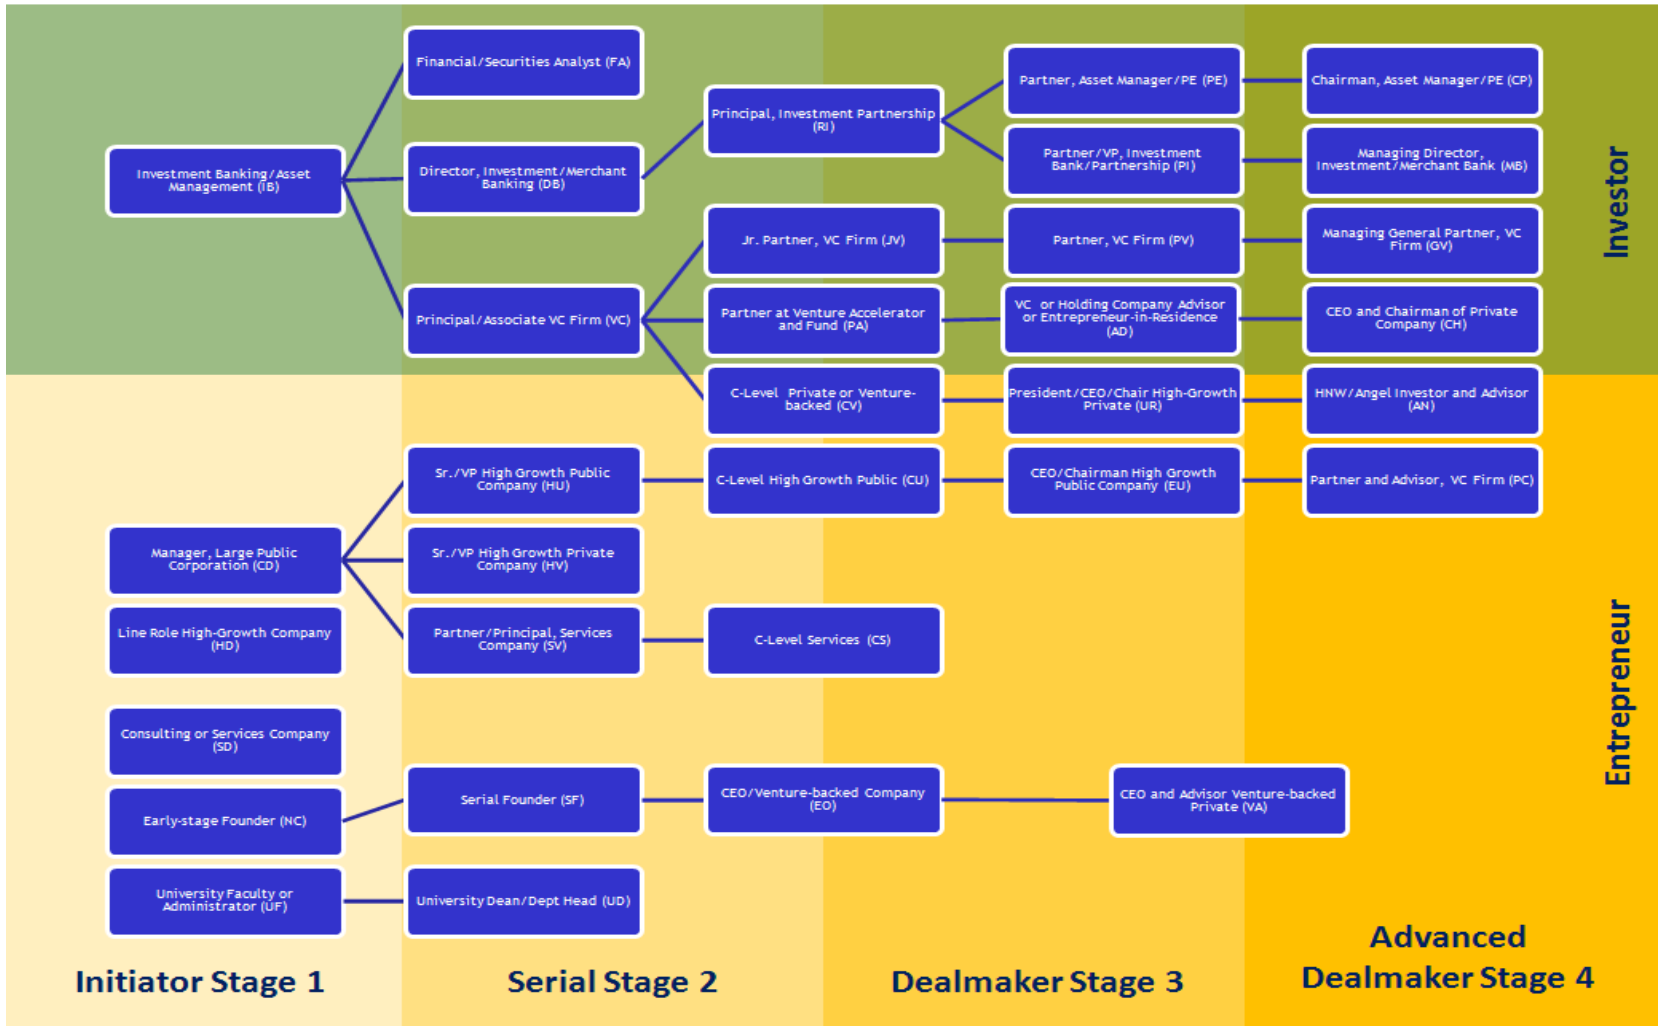 Financial/Securities Analyst (FA)
Partner, Asset Manager/PE (PE)
Chairman, Asset Manager/PE (CP)
Principal, Investment Partnership
(RI)
Investment Banking/Asset
Management (IB)
Director, Investment/Merchant
Banking (DB)
Partner/VP, Investment
Bank/Partnership (PI)
Managing Director,
Investment/Merchant Bank (MB)
Investor
Jr. Partner, VC Firm (JV)
Partner, VC Firm (PV)
Managing General Partner, VC
Firm (GV)
Principal/Associate VC Firm (VC)
Partner at Venture Accelerator
and Fund (PA)
VC or Holding Company Advisor
or Entrepreneur-in-Residence
(AD)
CEO and Chairman of Private
Company (CH)
C-Level Private or Venture-
backed (CV)
President/CEO/Chair High-Growth
Private (UR)
HNW/Angel Investor and Advisor
(AN)
Sr./VP High Growth Public
Company (HU)
C-Level High Growth Public (CU)
CEO/Chairman High Growth
Public Company (EU)
Partner and Advisor, VC Firm (PC)
Manager, Large Public
Corporation (CD)
Sr./VP High Growth Private
Company (HV)
Line Role High-Growth Company
(HD)
Partner/Principal, Services
Company (SV)
C-Level Services (CS)
Entrepreneur
Consulting or Services Company
(SD)
Early-stage Founder (NC)
Serial Founder (SF)
CEO/Venture-backed Company
(EO)
CEO and Advisor Venture-backed
Private (VA)
University Faculty or
Administrator (UF)
University Dean/Dept Head (UD)
Initiator Stage 1
Serial Stage 2
Dealmaker Stage 3
Advanced
Dealmaker Stage 4